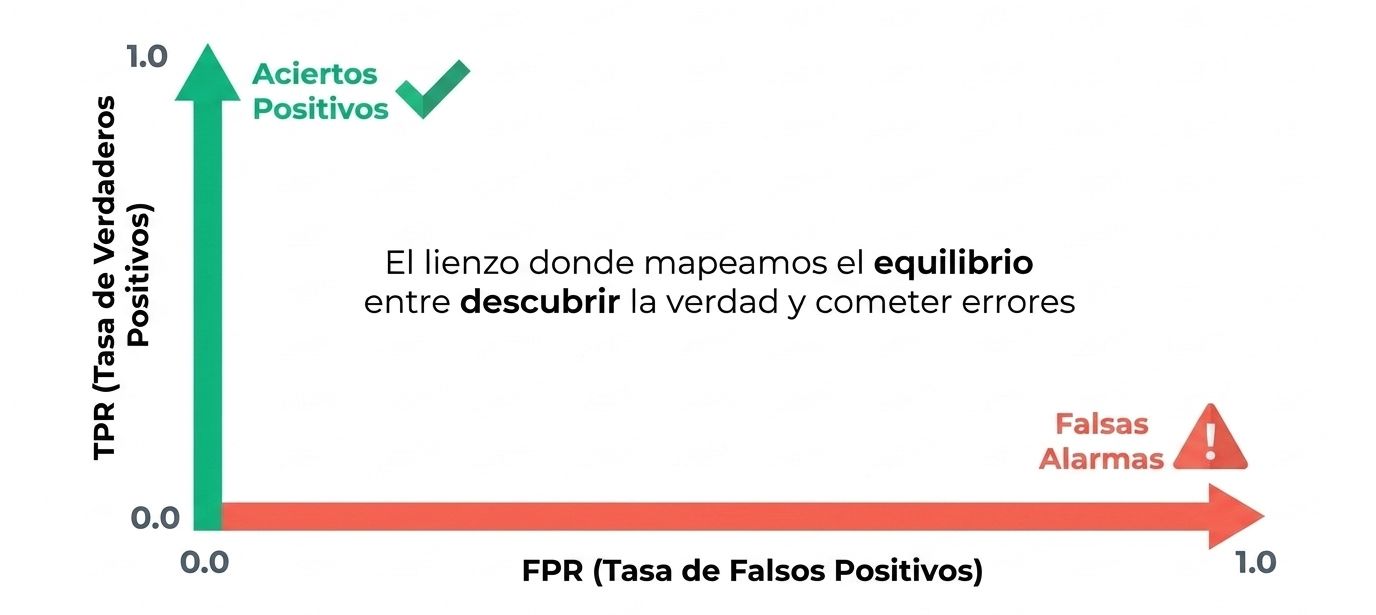 1.0
Aciertos
Positivos
TPR (Tasa de Verdaderos
Positivos)
El lienzo donde mapeamos el equilibrio
entre descubrir la verdad y cometer errores
Falsas
Alarmas
0.0
0.0
1.0
FPR (Tasa de Falsos Positivos)